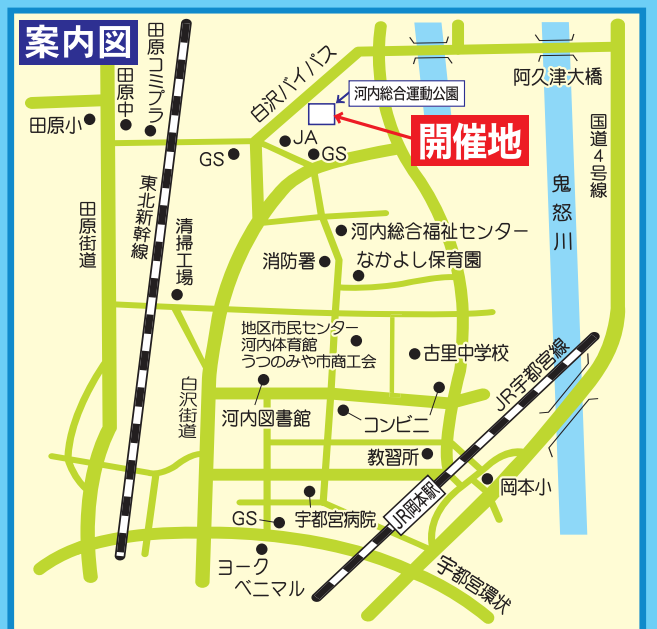 案内図
田原コミプラ
田原中
田原小
白沢バイパス
河内総合運動公園
開催地
JA
GS
GS
阿久津大橋
国道4号線
鬼怒川
東北新幹線
田原街道
清掃工場
河内総合福祉センター
消防署
なかよし保育園
地区市民センター
河内体育館
うつのみや市商工会
古里中学校
JR宇都宮線
白沢街道
河内図書館
コンビニ
教習所
岡本小
JR岡本駅
宇都宮病院
GS
ヨーク
ベニマル
宇都宮環状